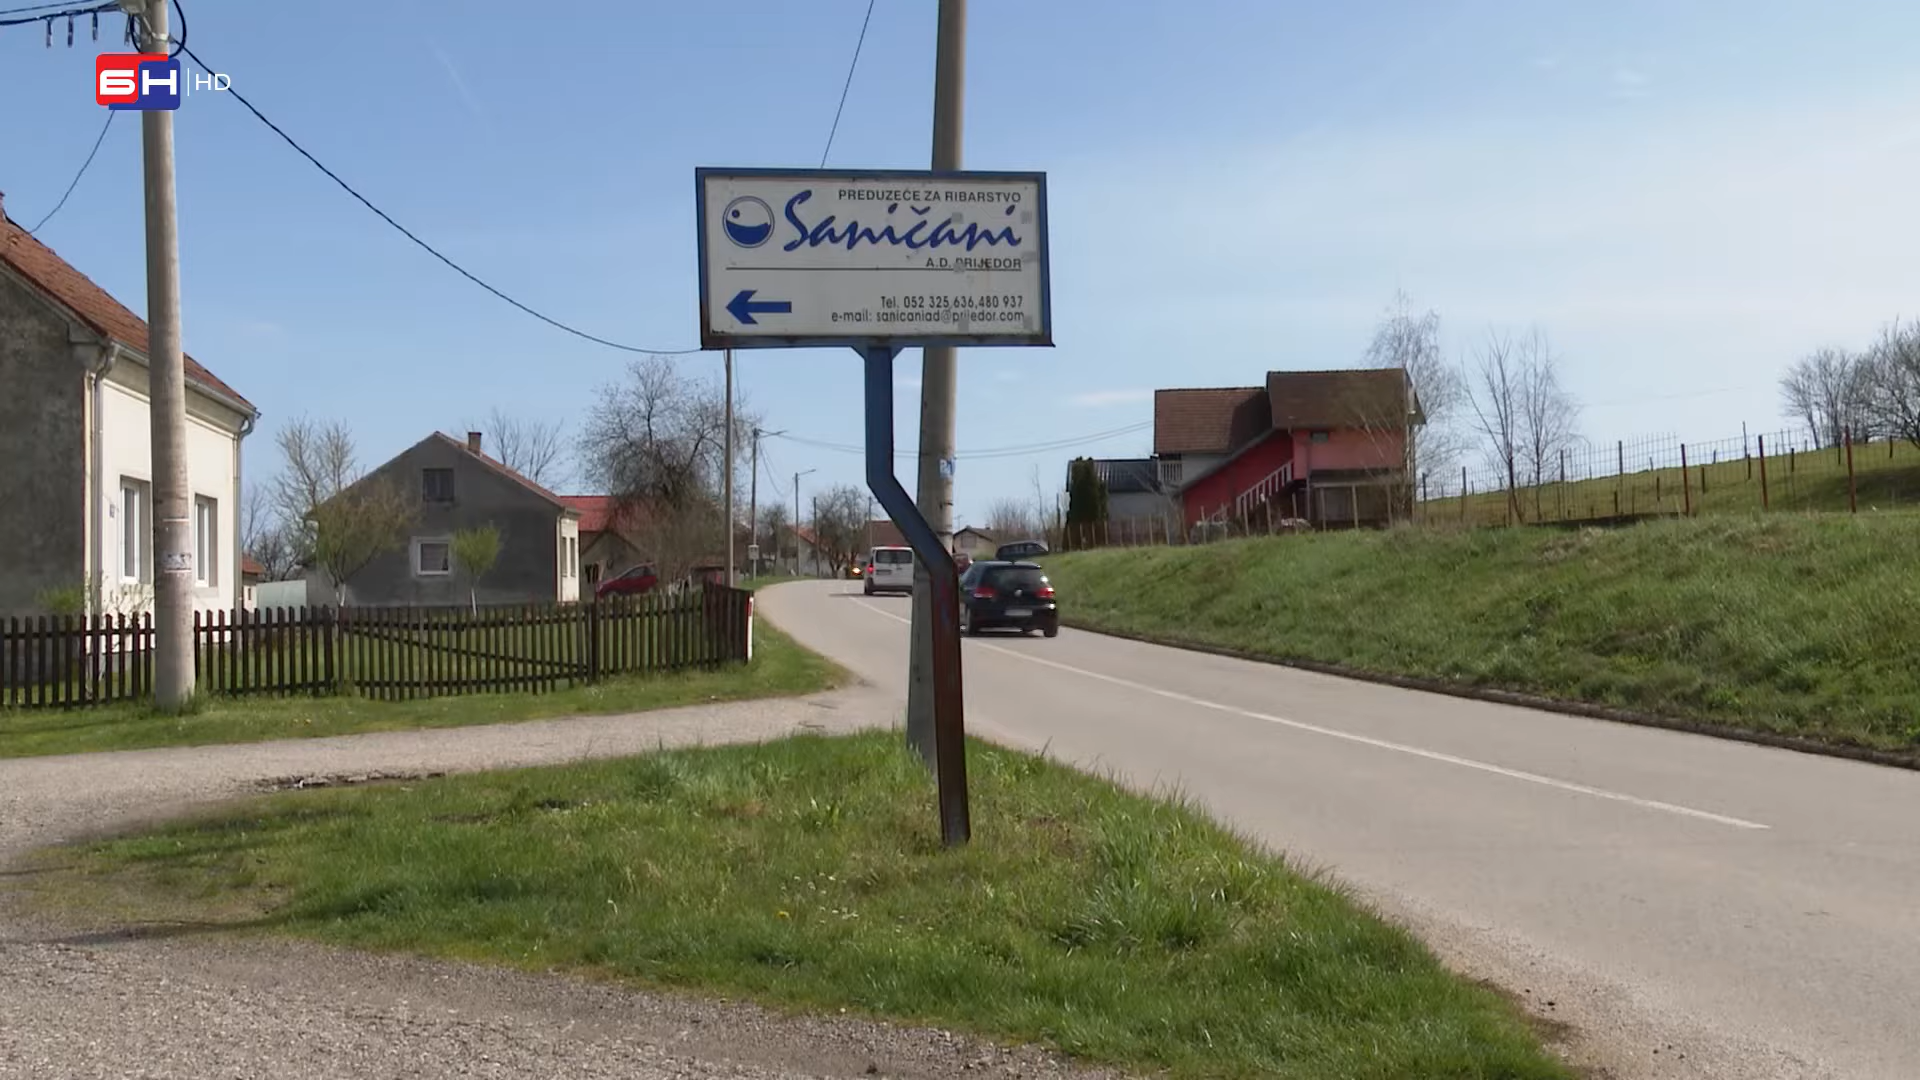 БН HD
PREDUZEĆE ZA RIBARSTVO
Saničani
A.D. PRIJEDOR
Tel. 052 325 636,480 937
e-mail: sanicaniad@prijedor.com